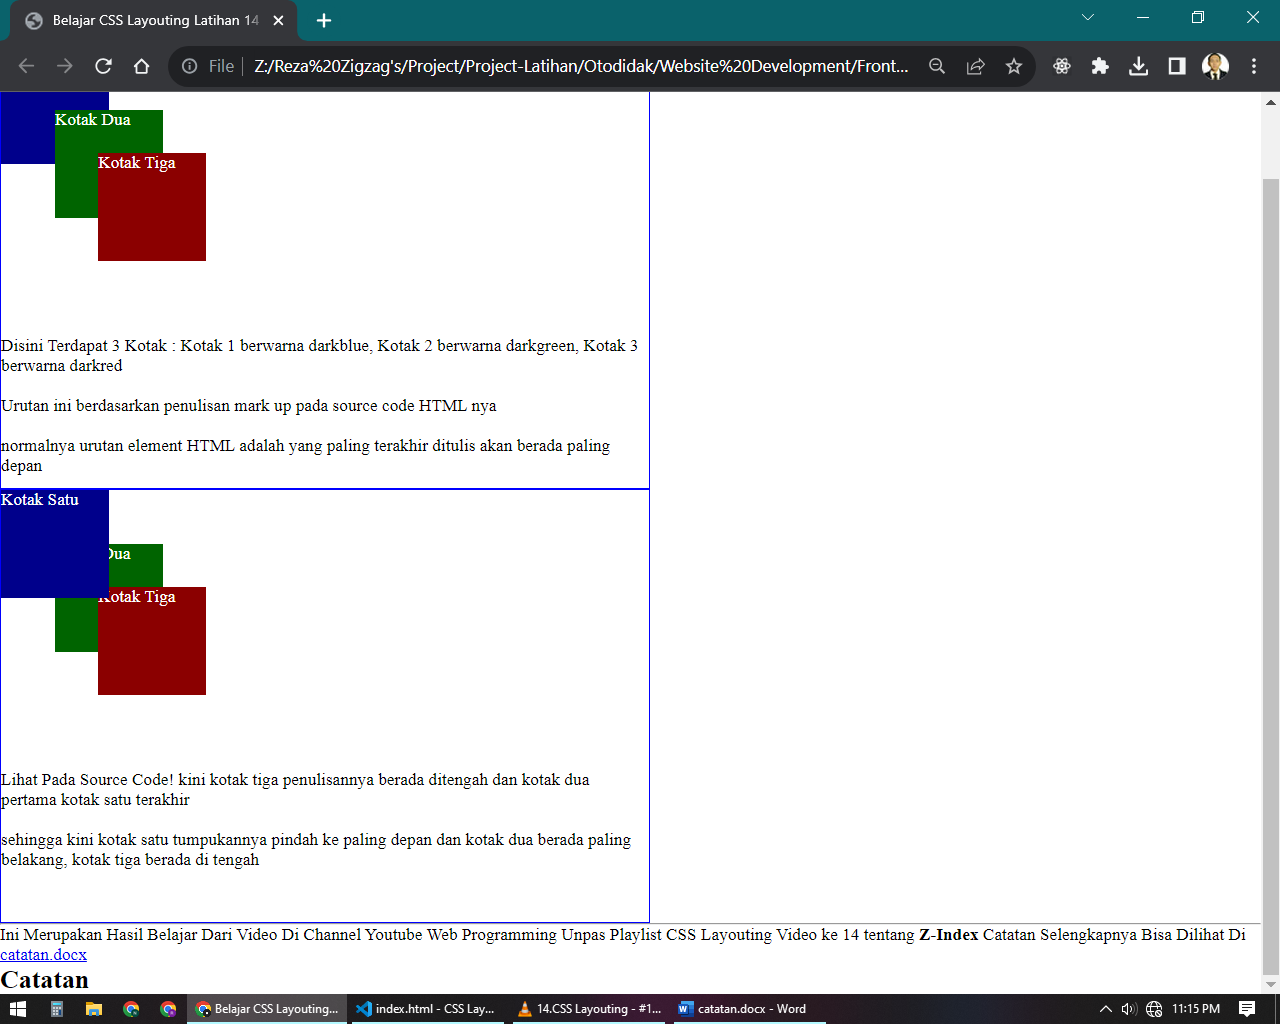 Belajar CSS Layouting Latihan 14
File
Z:/Reza%20Zigzag's/Project/Project-Latihan/Otodidak/Website%20Development/Front...
Kotak Dua
Kotak Tiga
Disini Terdapat 3 Kotak : Kotak 1 berwarna darkblue, Kotak 2 berwarna darkgreen, Kotak 3
berwarna darkred
Urutan ini berdasarkan penulisan mark up pada source code HTML nya
normalnya urutan element HTML adalah yang paling terakhir ditulis akan berada paling
depan
Kotak Satu
Dua
Kotak Tiga
Lihat Pada Source Code! kini kotak tiga penulisannya berada ditengah dan kotak dua
pertama kotak satu terakhir
sehingga kini kotak satu tumpukannya pindah ke paling depan dan kotak dua berada paling
belakang, kotak tiga berada di tengah
Ini Merupakan Hasil Belajar Dari Video Di Channel Youtube Web Programming Unpas Playlist CSS Layouting Video ke 14 tentang Z-Index Catatan Selengkapnya Bisa Dilihat Di
catatan.docx
Catatan
Belajar CSS Layouting...
index.html - CSS Lay...
14.CSS Layouting - #1...
catatan.docx - Word
11:15 PM